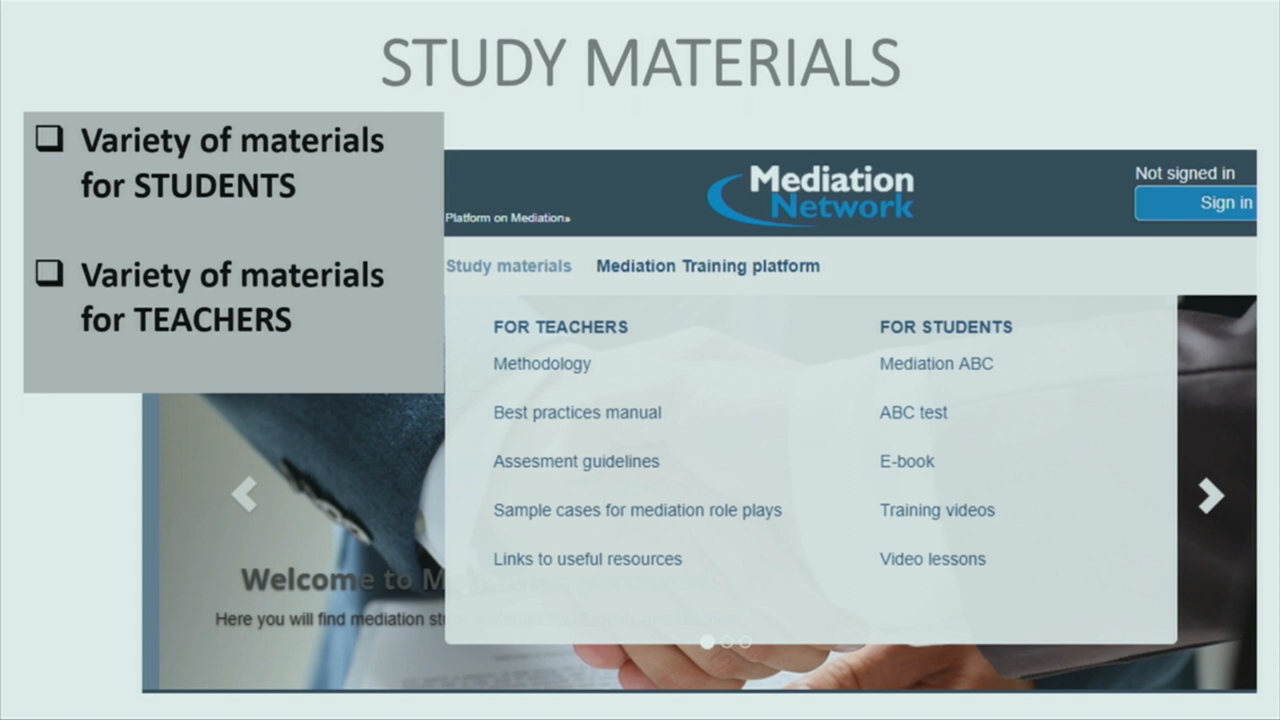 STUDY MATERIALS
❑ Variety of materials
for STUDENTS
❑ Variety of materials
for TEACHERS
Platform on Mediation»
Mediation
Network
Not signed in
Sign in
Study materials
Mediation Training platform
FOR TEACHERS
Methodology
Best practices manual
Assesment guidelines
Sample cases for mediation role plays
Links to useful resources
FOR STUDENTS
Mediation ABC
ABC test
E-book
Training videos
Video lessons
Welcome to M
Here you will find mediation st